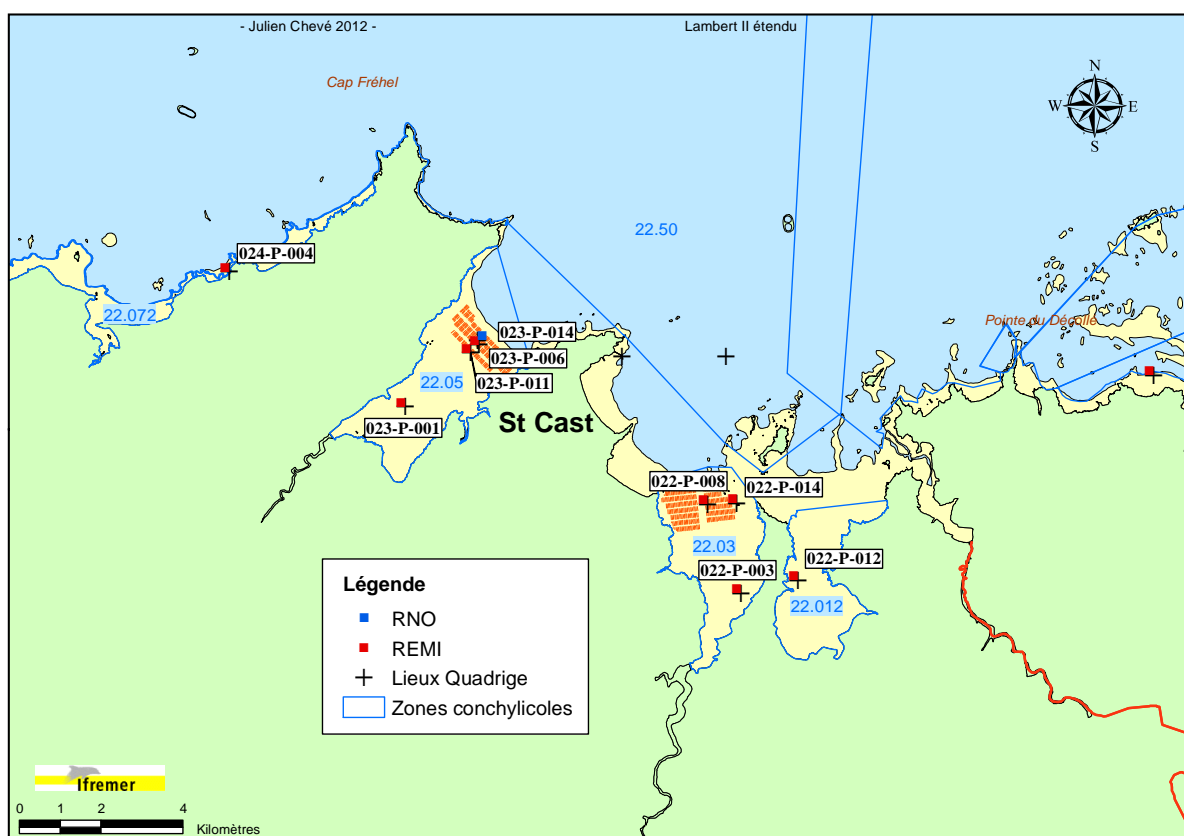 - Julien Chevé 2012 -
Lambert II étendu
Cap Fréhel
N
W E
S
22.50
024-P-004
22.072
023-P-014
Pointe du Décollé
023-P-006
023-P-011
22.05
023-P-001
St Cast
022-P-008
022-P-014
22.03
022-P-012
022-P-003
22.012
Légende
RNO
REMI
Lieux Quadrige
Zones conchylicoles
Ifremer
0 1 2 4
Kilomètres